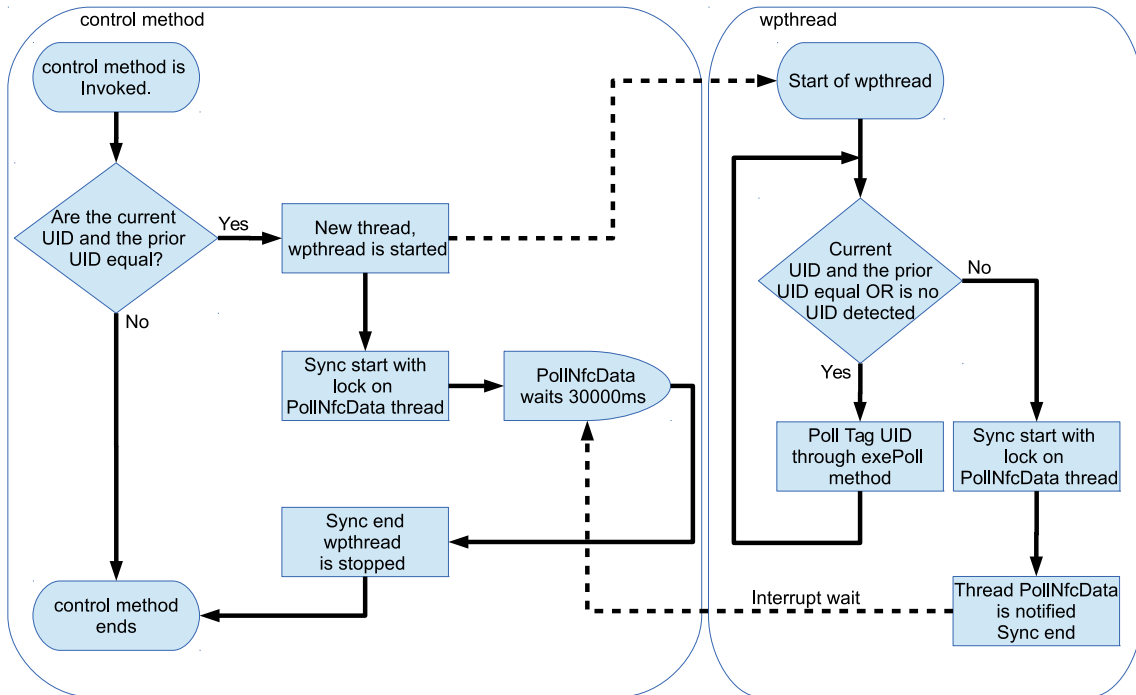 control method
control method is
Invoked.
Are the current
UID and the prior
UID equal?
Yes
No
New thread,
wpthread is started
Sync start with
lock on
PollNfcData thread
PollNfcData
waits 30000ms
Sync end
wpthread
is stopped
control method
ends
wpthread
Start of wpthread
Current
UID and the prior
UID equal OR is no
UID detected
No
Yes
Poll Tag UID
through exePoll
method
Sync start with
lock on
PollNfcData thread
Thread PollNfcData
is notified
Sync end
Interrupt wait